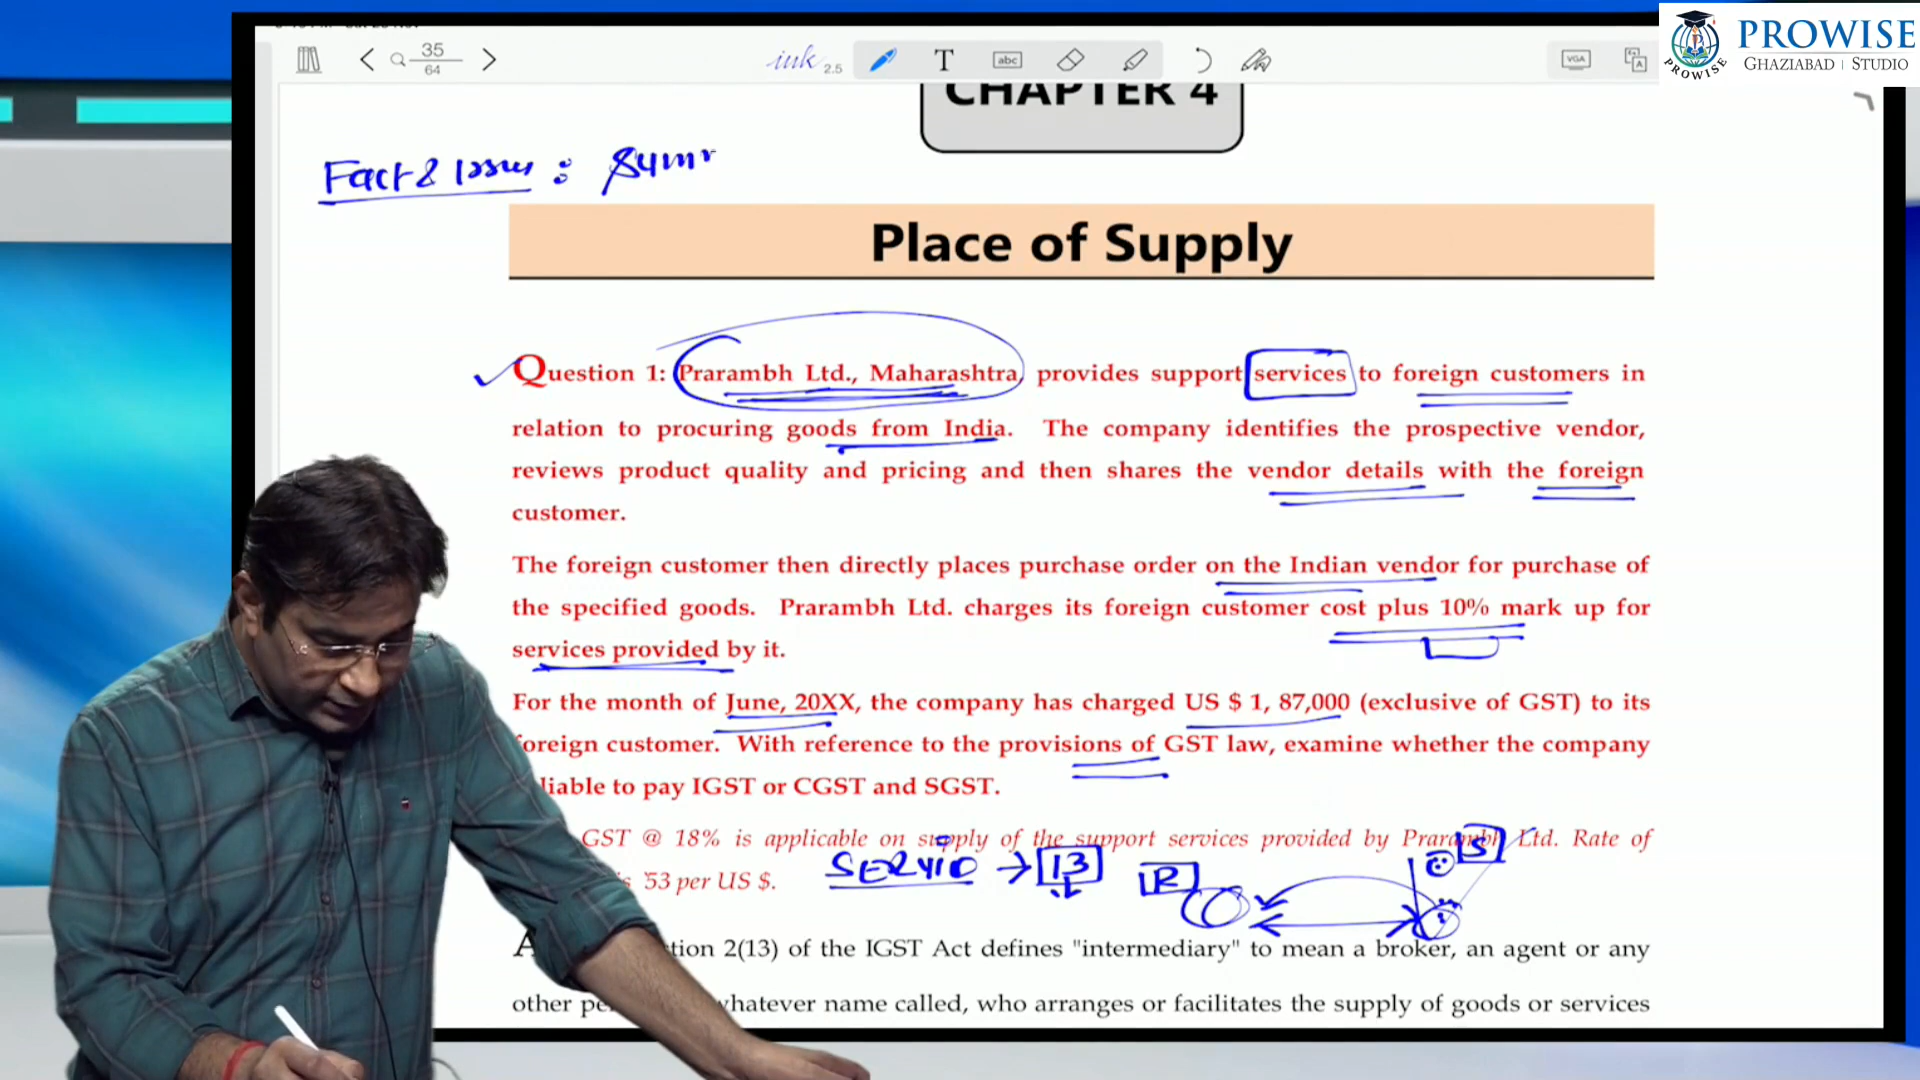 PROWISE
GHAZIABAD | STUDIO
PROWISE
35
64
ink 2.5
T
abc
VGA
A
CHAPTER 4
Fact & Issues :
Place of Supply
Question 1: Prarambh Ltd., Maharashtra, provides support services to foreign customers in
relation to procuring goods from India. The company identifies the prospective vendor,
reviews product quality and pricing and then shares the vendor details with the foreign
customer.
The foreign customer then directly places purchase order on the Indian vendor for purchase of
the specified goods. Prarambh Ltd. charges its foreign customer cost plus 10% mark up for
services provided by it.
For the month of June, 20XX, the company has charged US $ 1, 87,000 (exclusive of GST) to its
foreign customer. With reference to the provisions of GST law, examine whether the company
liable to pay IGST or CGST and SGST.
GST @ 18% is applicable on supply of the support services provided by Prarambh Ltd. Rate of
53 per US $.
13
R
S
2(13) of the IGST Act defines "intermediary" to mean a broker, an agent or any
other whatever name called, who arranges or facilitates the supply of goods or services